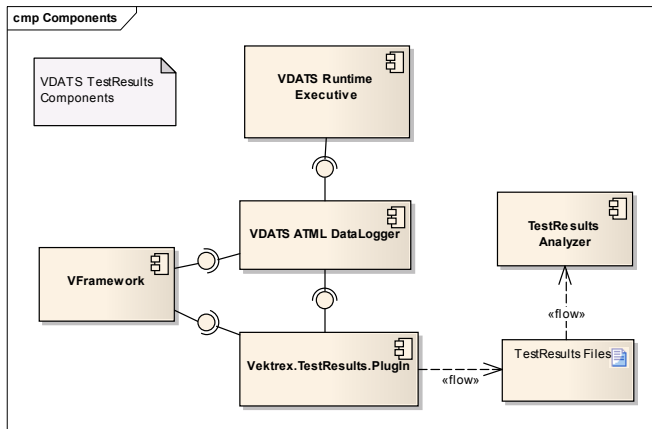 cmp Components
VDATS TestResults
Components
VDATS Runtime
Executive
VDATS ATML DataLogger
TestResults
Analyzer
VFramework
«flow»
Vektrex.TestResults.PlugIn
«flow»
TestResults Files